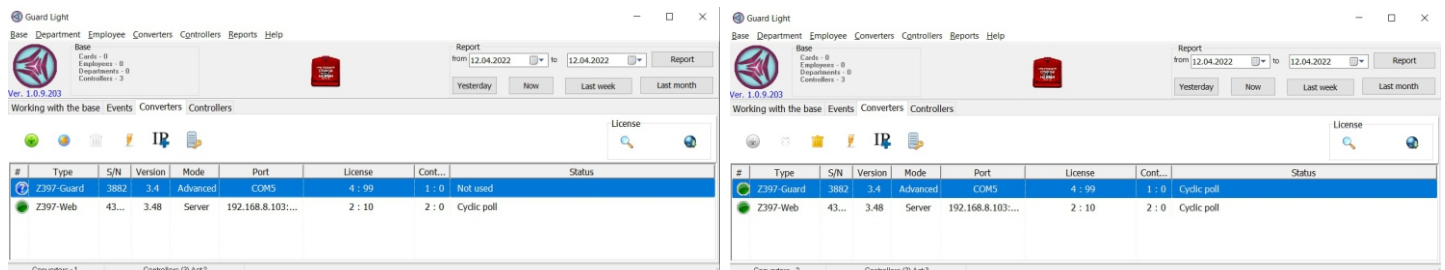 Guard Light
Base Department Employee Converters Controllers Reports Help
Base
Cards - 0
Employees - 0
Departments - 0
Controllers - 3
Ver. 1.0.9.203
Report
from 12.04.2022 to 12.04.2022 Report
Yesterday Now Last week Last month
Working with the base Events Converters Controllers
License
# Type S/N Version Mode Port License Cont... Status
Z397-Guard 3882 3.4 Advanced COM5 4 : 99 1 : 0 Not used
Z397-Web 43... 3.48 Server 192.168.8.103:... 2 : 10 2 : 0 Cyclic poll
Guard Light
Base Department Employee Converters Controllers Reports Help
Base
Cards - 0
Employees - 0
Departments - 0
Controllers - 3
Ver. 1.0.9.203
Report
from 12.04.2022 to 12.04.2022 Report
Yesterday Now Last week Last month
Working with the base Events Converters Controllers
License
# Type S/N Version Mode Port License Cont... Status
Z397-Guard 3882 3.4 Advanced COM5 4 : 99 1 : 0 Cyclic poll
Z397-Web 43... 3.48 Server 192.168.8.103:... 2 : 10 2 : 0 Cyclic poll